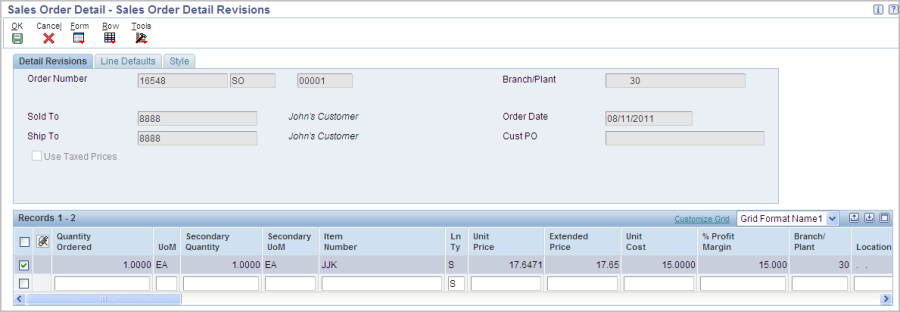 Sales Order Detail - Sales Order Detail Revisions
OK Cancel Form Row Tools
Detail Revisions Line Defaults Style
Order Number 16548 SO 00001 Branch/Plant 30
Sold To 8888 John's Customer Order Date 08/11/2011
Ship To 8888 John's Customer Cust PO
Use Taxed Prices
Records 1 - 2 Customize Grid Grid Format Name1
Quantity Ordered UoM Secondary Quantity Secondary UoM Item Number Ln Ty Unit Price Extended Price Unit Cost % Profit Margin Branch/ Plant Location
1.0000 EA 1.0000 EA JJK S 17.6471 17.65 15.0000 15.000 30 . .
S